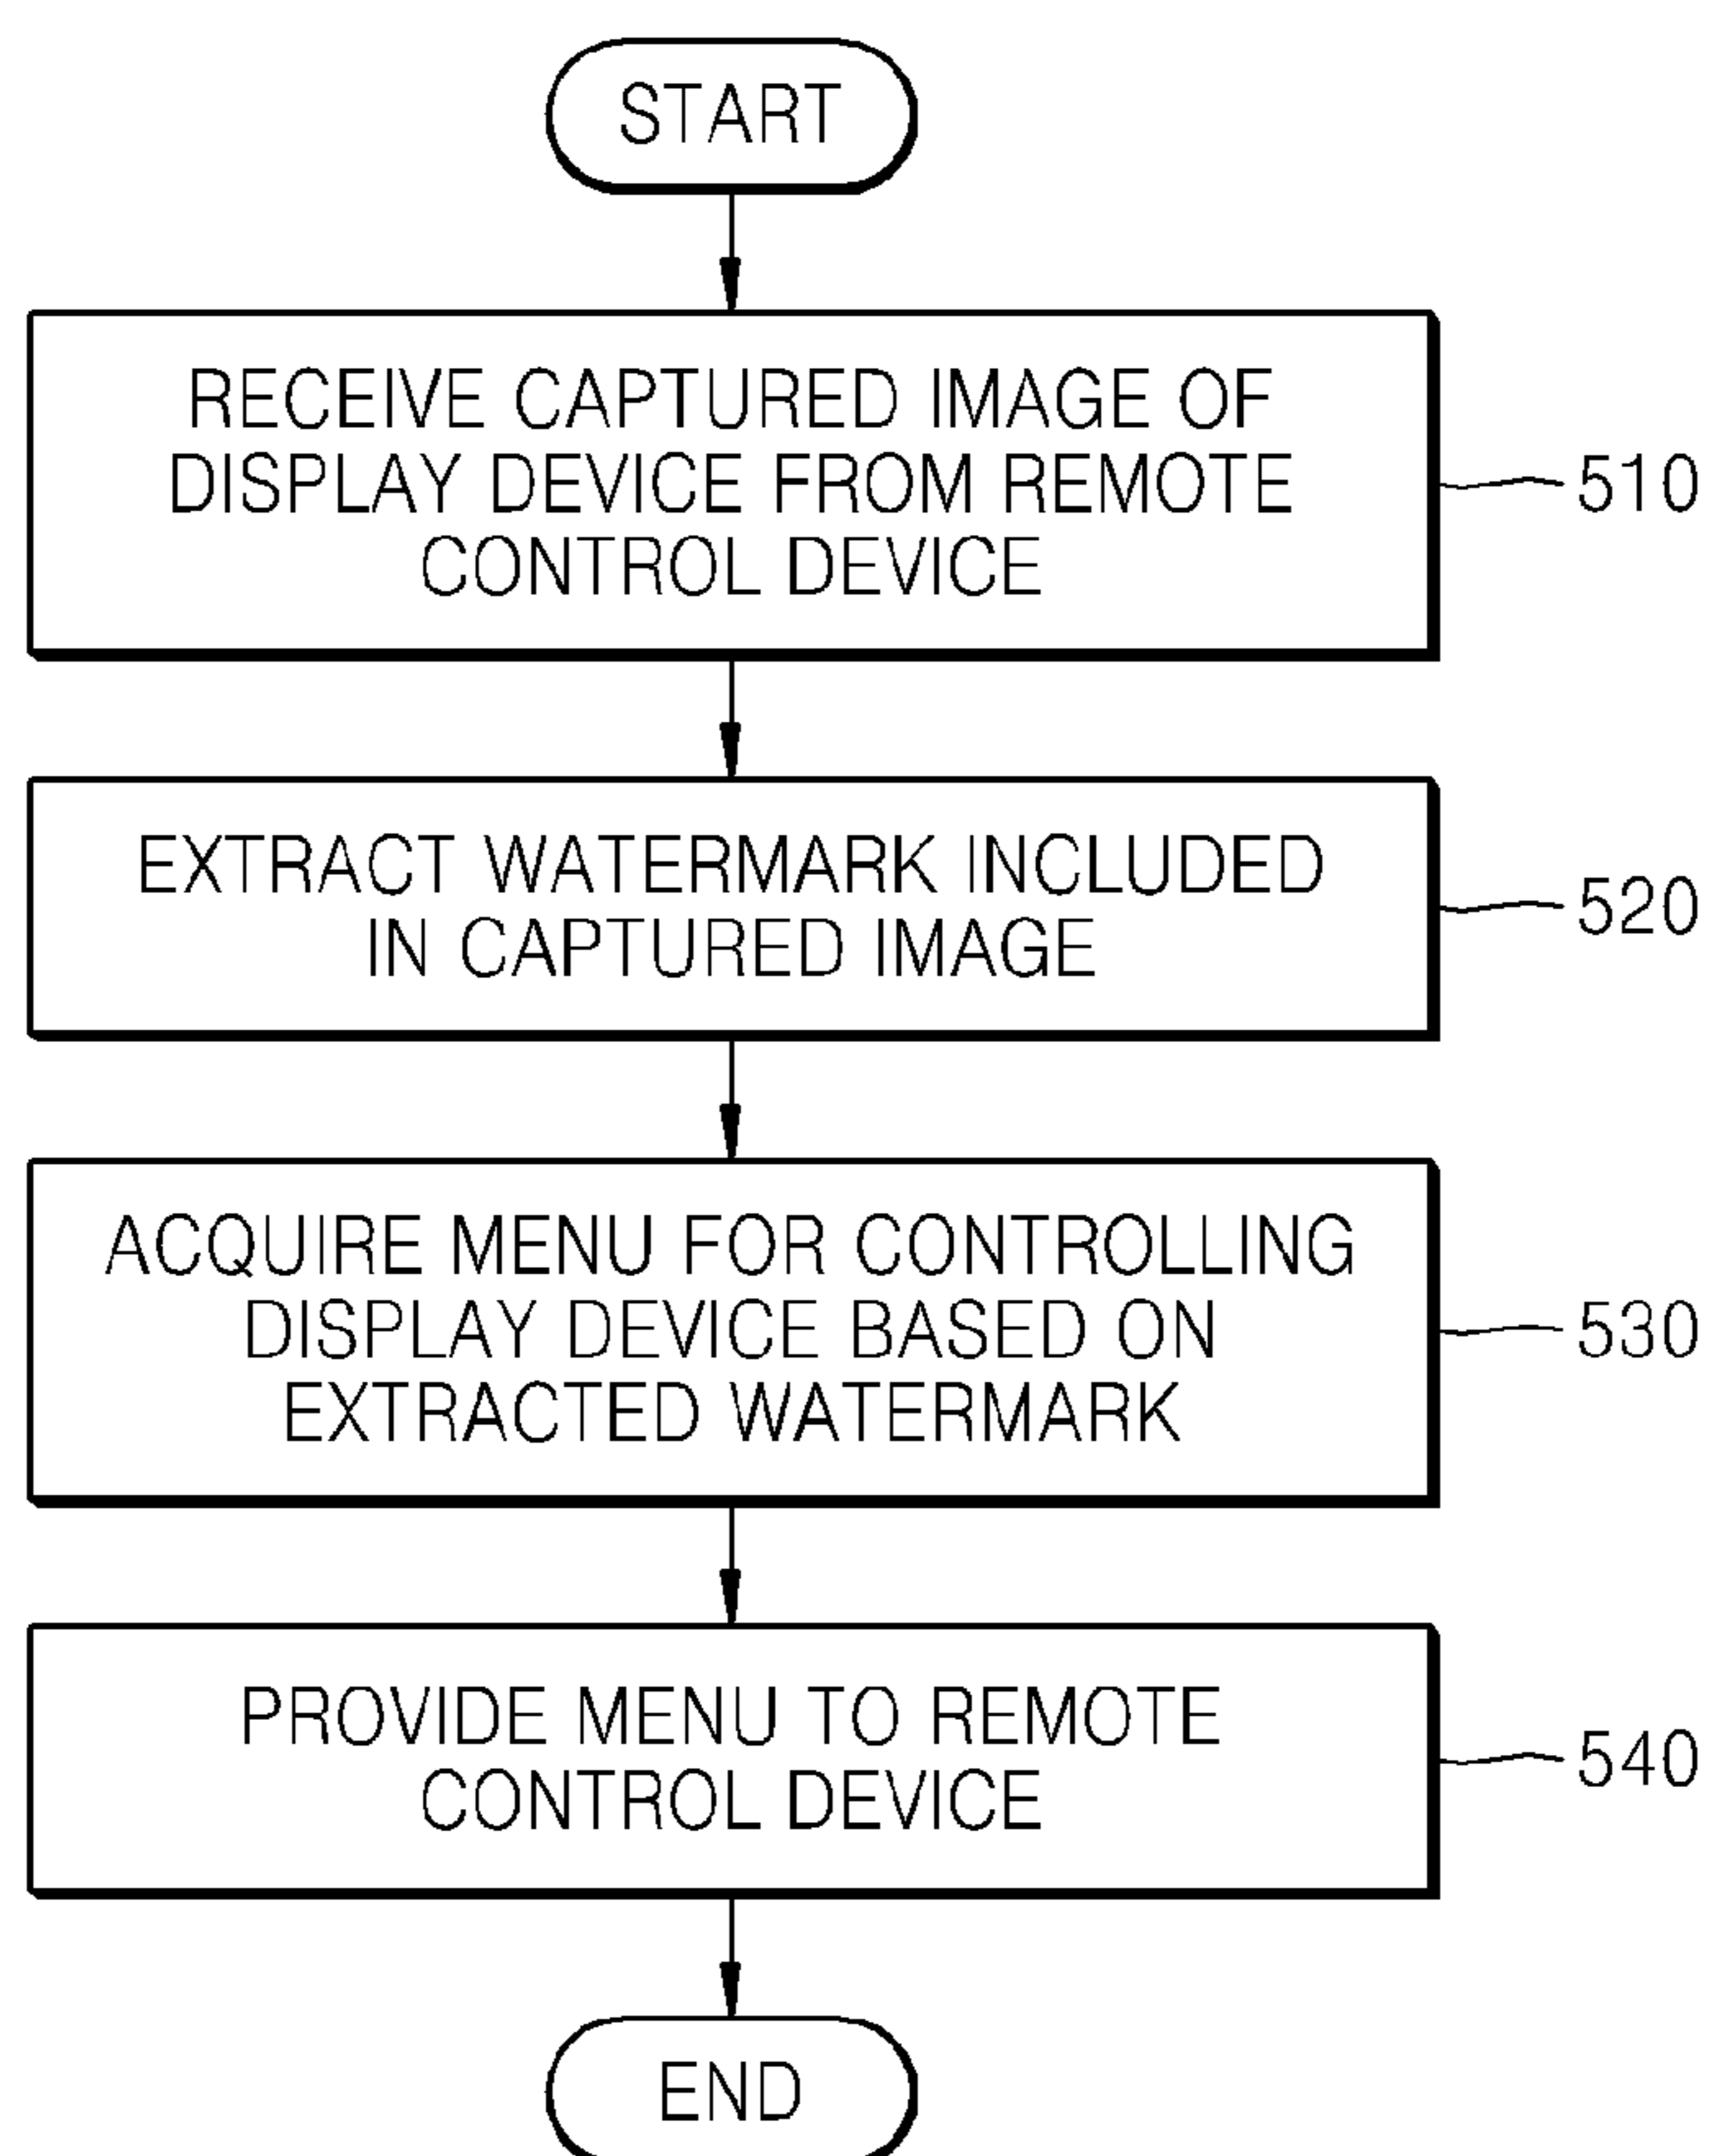 START
RECEIVE CAPTURED IMAGE OF
DISPLAY DEVICE FROM REMOTE
CONTROL DEVICE
510
EXTRACT WATERMARK INCLUDED
IN CAPTURED IMAGE
520
ACQUIRE MENU FOR CONTROLLING
DISPLAY DEVICE BASED ON
EXTRACTED WATERMARK
530
PROVIDE MENU TO REMOTE
CONTROL DEVICE
540
END